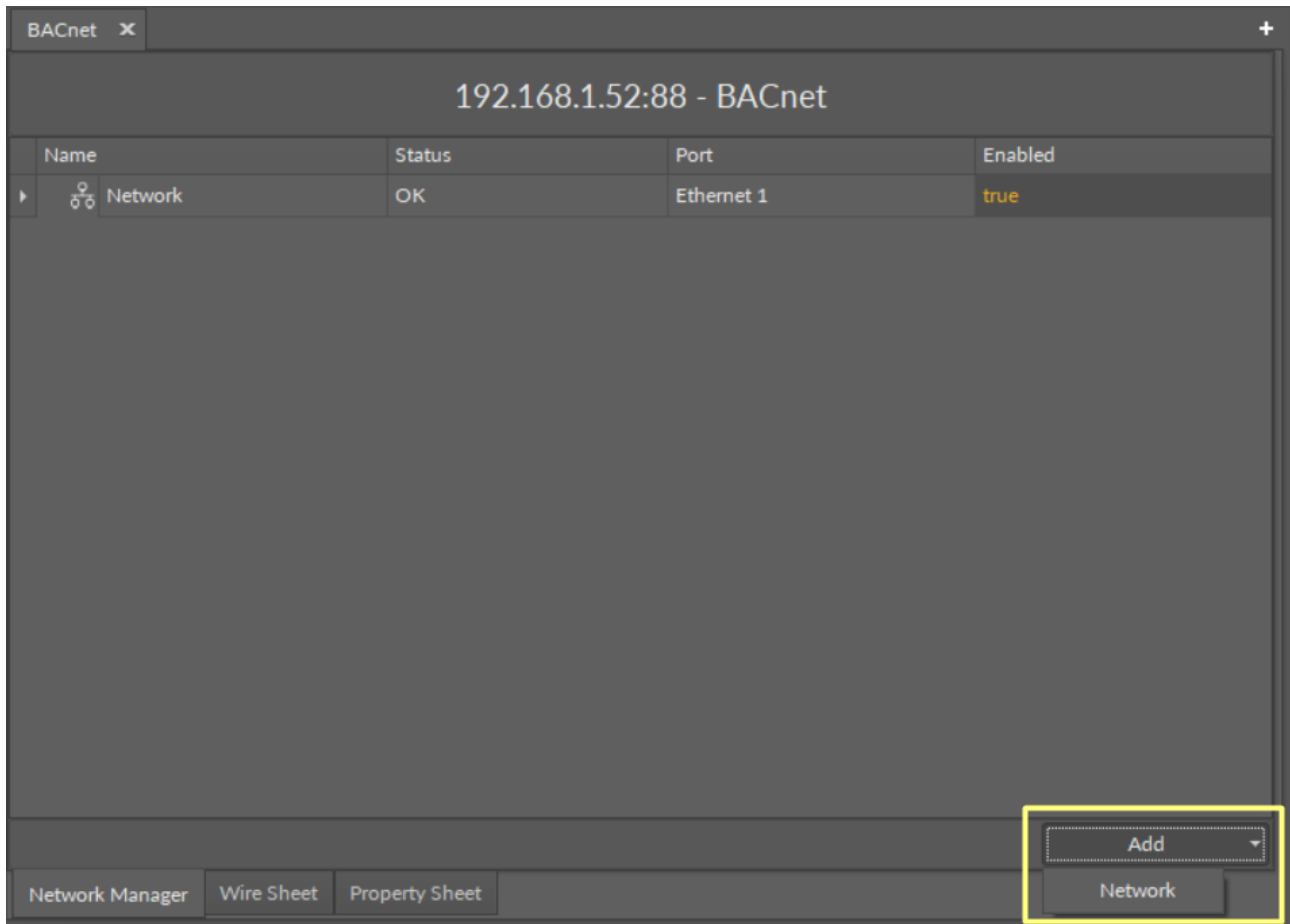 BACnet
192.168.1.52:88 - BACnet
Name Status Port Enabled
Network OK Ethernet 1 true
Add
Network Manager Wire Sheet Property Sheet Network